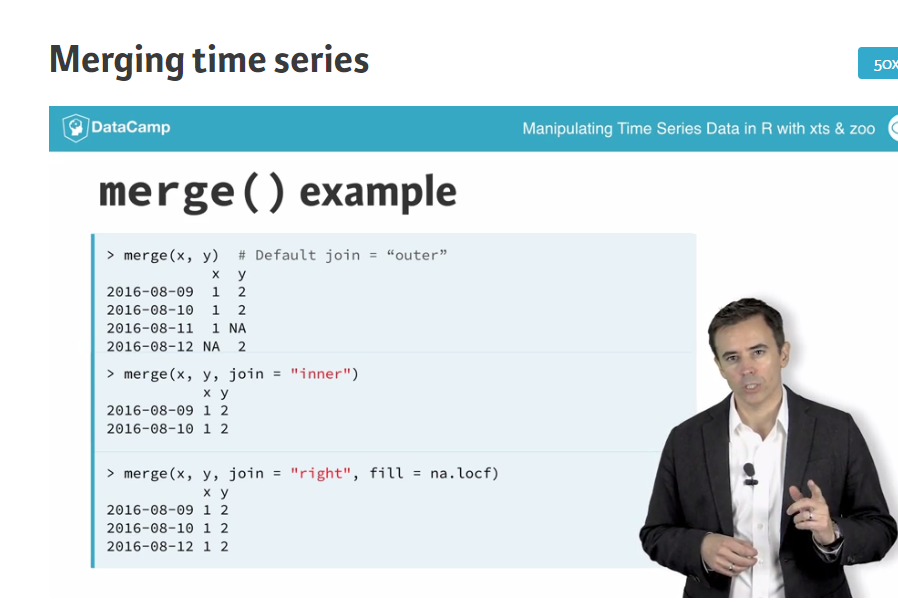 Merging time series
50X
DataCamp
Manipulating Time Series Data in R with xts & zoo
merge() example
> merge(x, y)  # Default join = “outer”
x  y
2016-08-09  1  2
2016-08-10  1  2
2016-08-11  1 NA
2016-08-12 NA  2
> merge(x, y, join = "inner")
x y
2016-08-09 1 2
2016-08-10 1 2
> merge(x, y, join = "right", fill = na.locf)
x y
2016-08-09 1 2
2016-08-10 1 2
2016-08-12 1 2